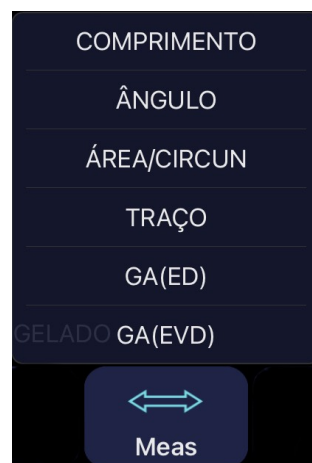 COMPRIMENTO
ÂNGULO
ÁREA/CIRCUN
TRAÇO
GA(ED)
GELADO GA(EVD)
Meas